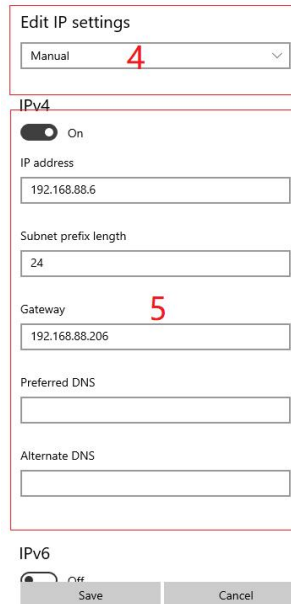 Edit IP settings
Manual
4
IPv4
On
IP address
192.168.88.6
Subnet prefix length
24
Gateway
5
192.168.88.206
Preferred DNS
Alternate DNS
IPv6
Off
Save Cancel